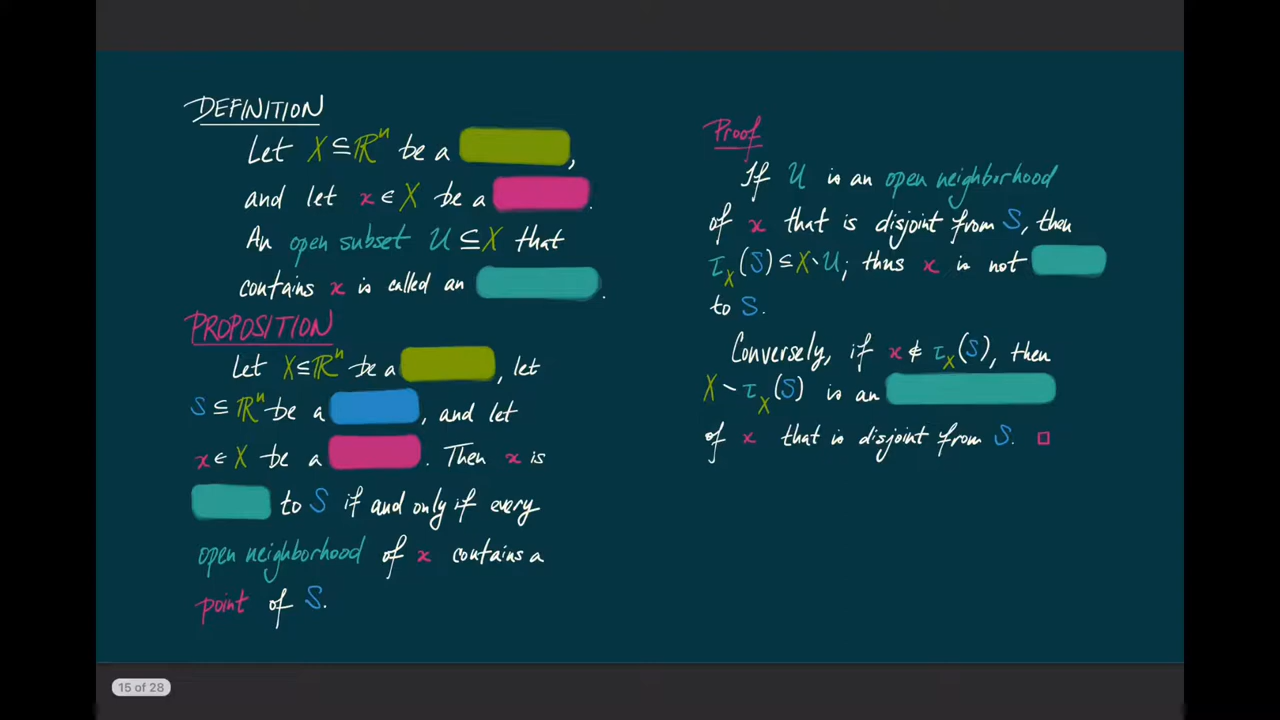 DEFINITION
Let X ⊆ ℝⁿ be a ,
and let x ∈ X be a .
An open subset U ⊆ X that
contains x is called an .
PROPOSITION
Let X ⊆ ℝⁿ be a , let
S ⊆ ℝⁿ be a , and let
x ∈ X be a . Then x is
to S if and only if every
open neighborhood of x contains a
point of S.
Proof
If U is an open neighborhood
of x that is disjoint from S, then
τ_X(S) ⊆ X∖U; thus x is not
to S.
Conversely, if x ∉ τ_X(S), then
X∖τ_X(S) is an
of x that is disjoint from S. □
15 of 28